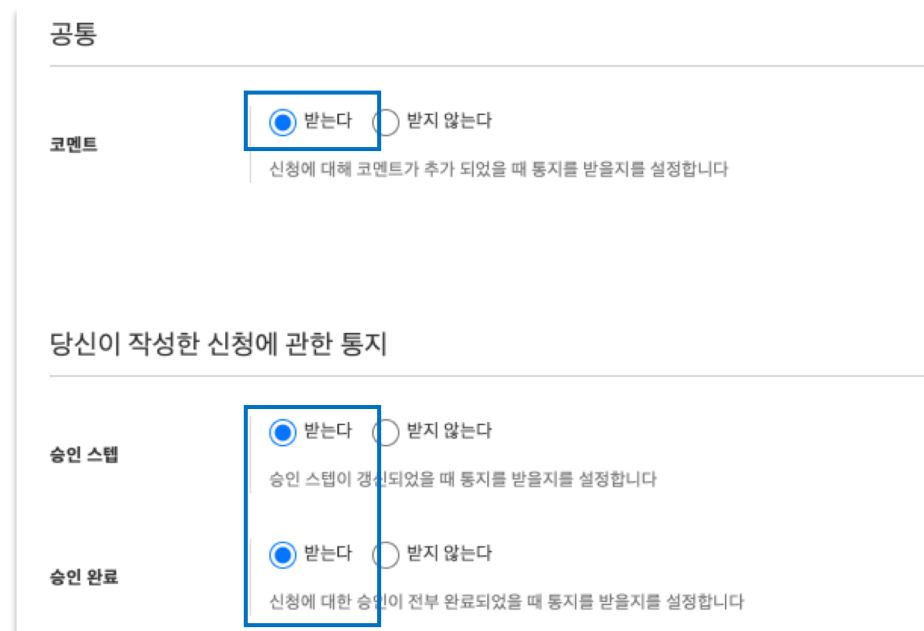 공통
받는다 받지 않는다
코멘트
신청에 대해 코멘트가 추가 되었을 때 통지를 받을지를 설정합니다
당신이 작성한 신청에 관한 통지
받는다 받지 않는다
승인 스텝
승인 스텝이 갱신되었을 때 통지를 받을지를 설정합니다
받는다 받지 않는다
승인 완료
신청에 대한 승인이 전부 완료되었을 때 통지를 받을지를 설정합니다